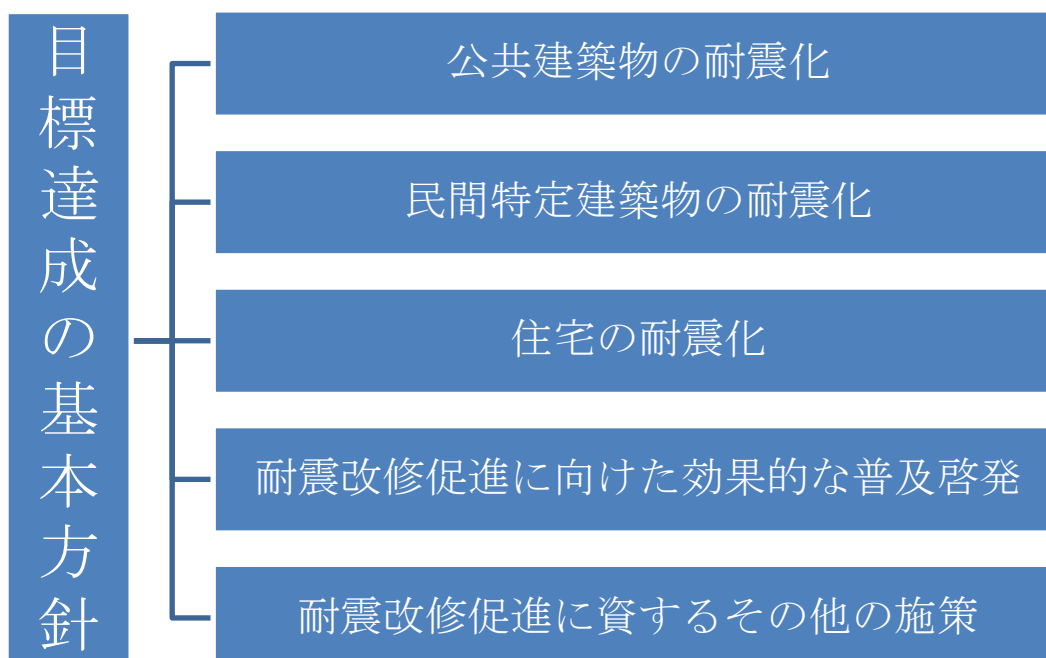 目標達成の基本方針
公共建築物の耐震化
民間特定建築物の耐震化
住宅の耐震化
耐震改修促進に向けた効果的な普及啓発
耐震改修促進に資するその他の施策